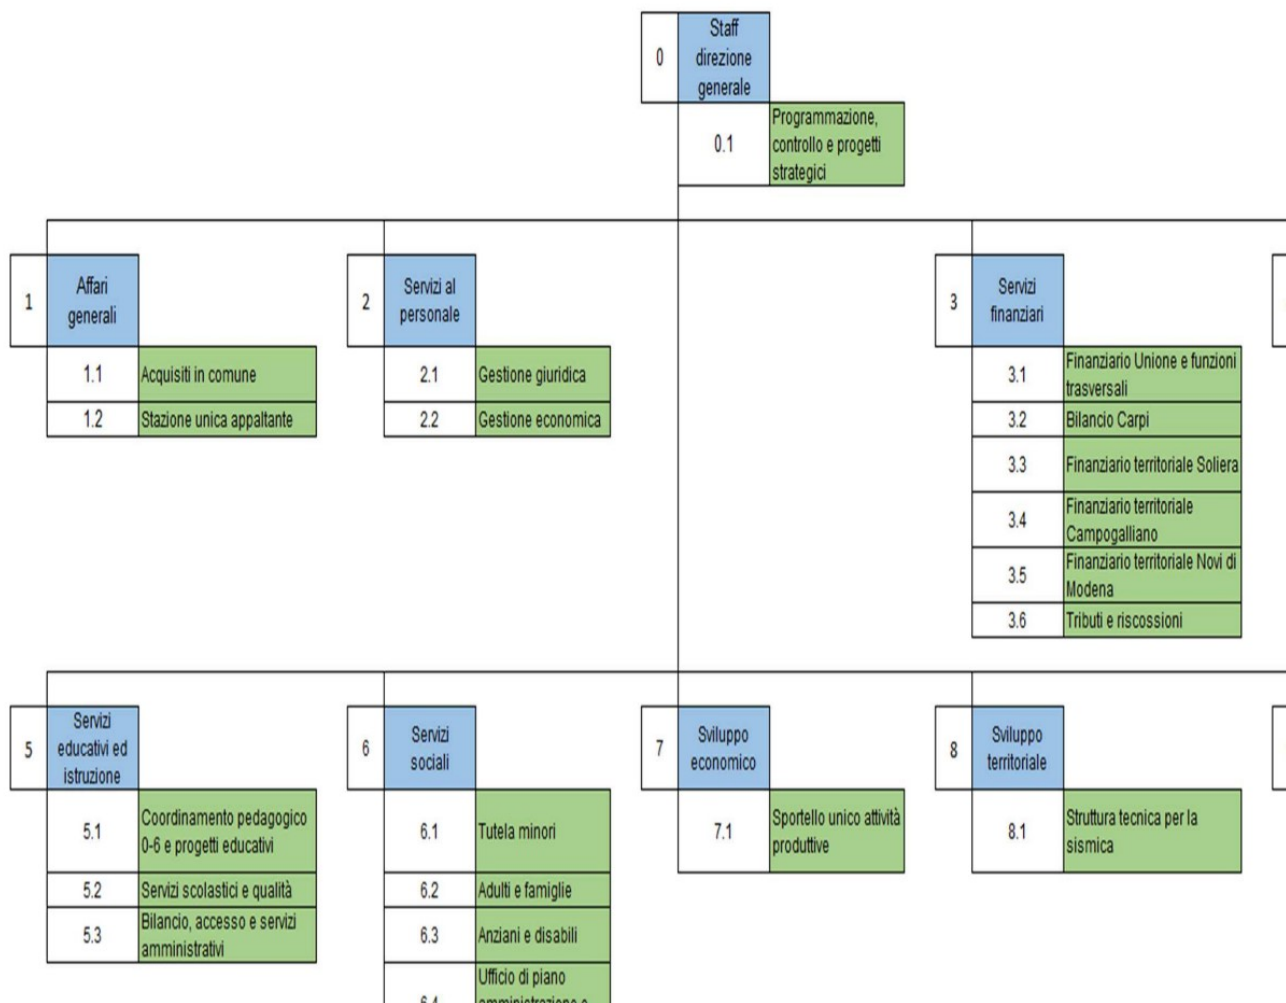 0
Staff
direzione
generale
0.1
Programmazione,
controllo e progetti
strategici
1
Affari
generali
1.1
Acquisiti in comune
1.2
Stazione unica appaltante
2
Servizi al
personale
2.1
Gestione giuridica
2.2
Gestione economica
3
Servizi
finanziari
3.1
Finanziario Unione e funzioni
trasversali
3.2
Bilancio Carpi
3.3
Finanziario territoriale Soliera
3.4
Finanziario territoriale
Campogalliano
3.5
Finanziario territoriale Novi di
Modena
3.6
Tributi e riscossioni
5
Servizi
educativi ed
istruzione
5.1
Coordinamento pedagogico
0-6 e progetti educativi
5.2
Servizi scolastici e qualità
5.3
Bilancio, accesso e servizi
amministrativi
6
Servizi
sociali
6.1
Tutela minori
6.2
Adulti e famiglie
6.3
Anziani e disabili
6.4
Ufficio di piano
amministrazione e
7
Sviluppo
economico
7.1
Sportello unico attività
produttive
8
Sviluppo
territoriale
8.1
Struttura tecnica per la
sismica